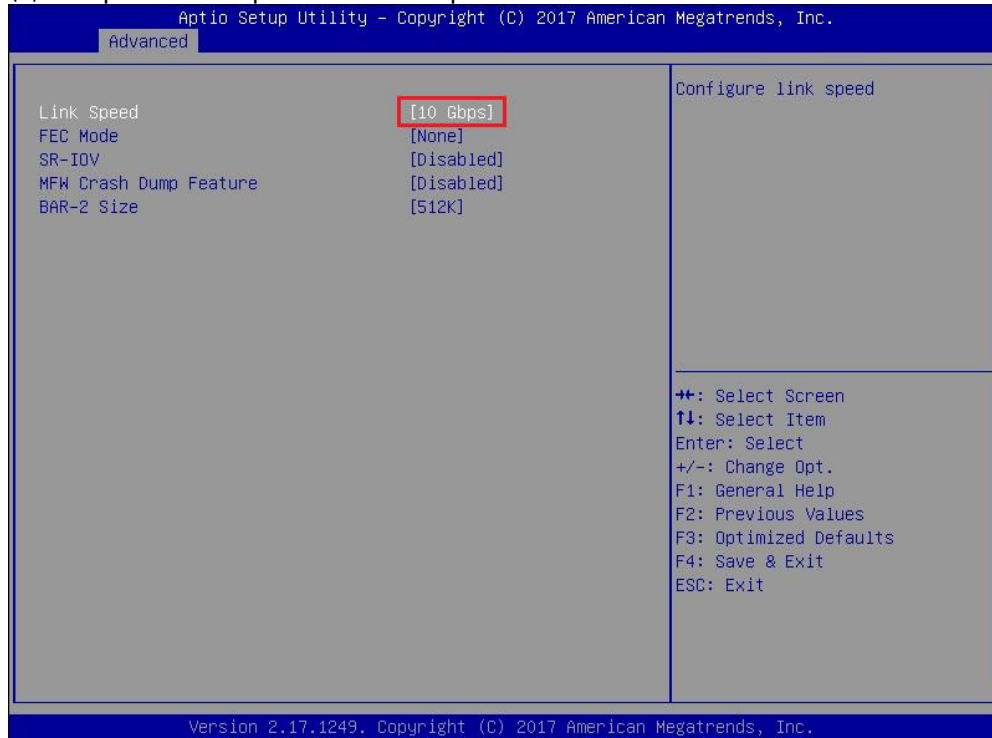 Aptio Setup Utility – Copyright (C) 2017 American Megatrends, Inc.
Advanced
Link Speed [10 Gbps]
FEC Mode [None]
SR-IOV [Disabled]
MFW Crash Dump Feature [Disabled]
BAR-2 Size [512K]
Configure link speed
→←: Select Screen
↑↓: Select Item
Enter: Select
+/-: Change Opt.
F1: General Help
F2: Previous Values
F3: Optimized Defaults
F4: Save & Exit
ESC: Exit
Version 2.17.1249. Copyright (C) 2017 American Megatrends, Inc.